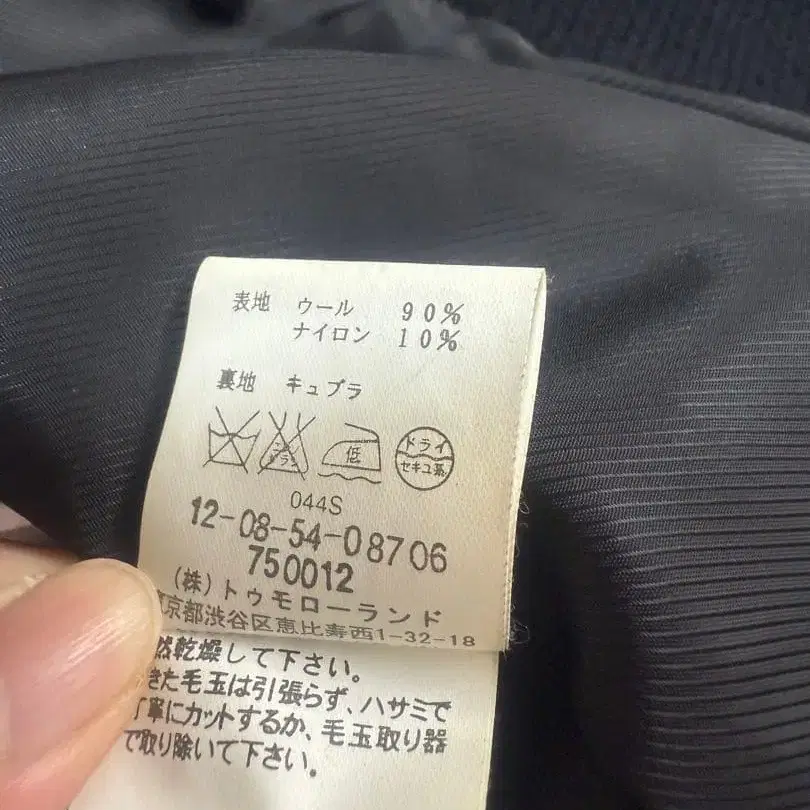 表地 ウール 90%
ナイロン 10%
裏地 キュプラ
低
ドライ
セキユ系
044S
12-08-54-08706
750012
(株)トゥモローランド
東京都渋谷区恵比寿西1-32-18
然乾燥して下さい。
きた毛玉は引張らず、ハサミで
丁寧にカットするか、毛玉取り器
で取り除いて下さい。